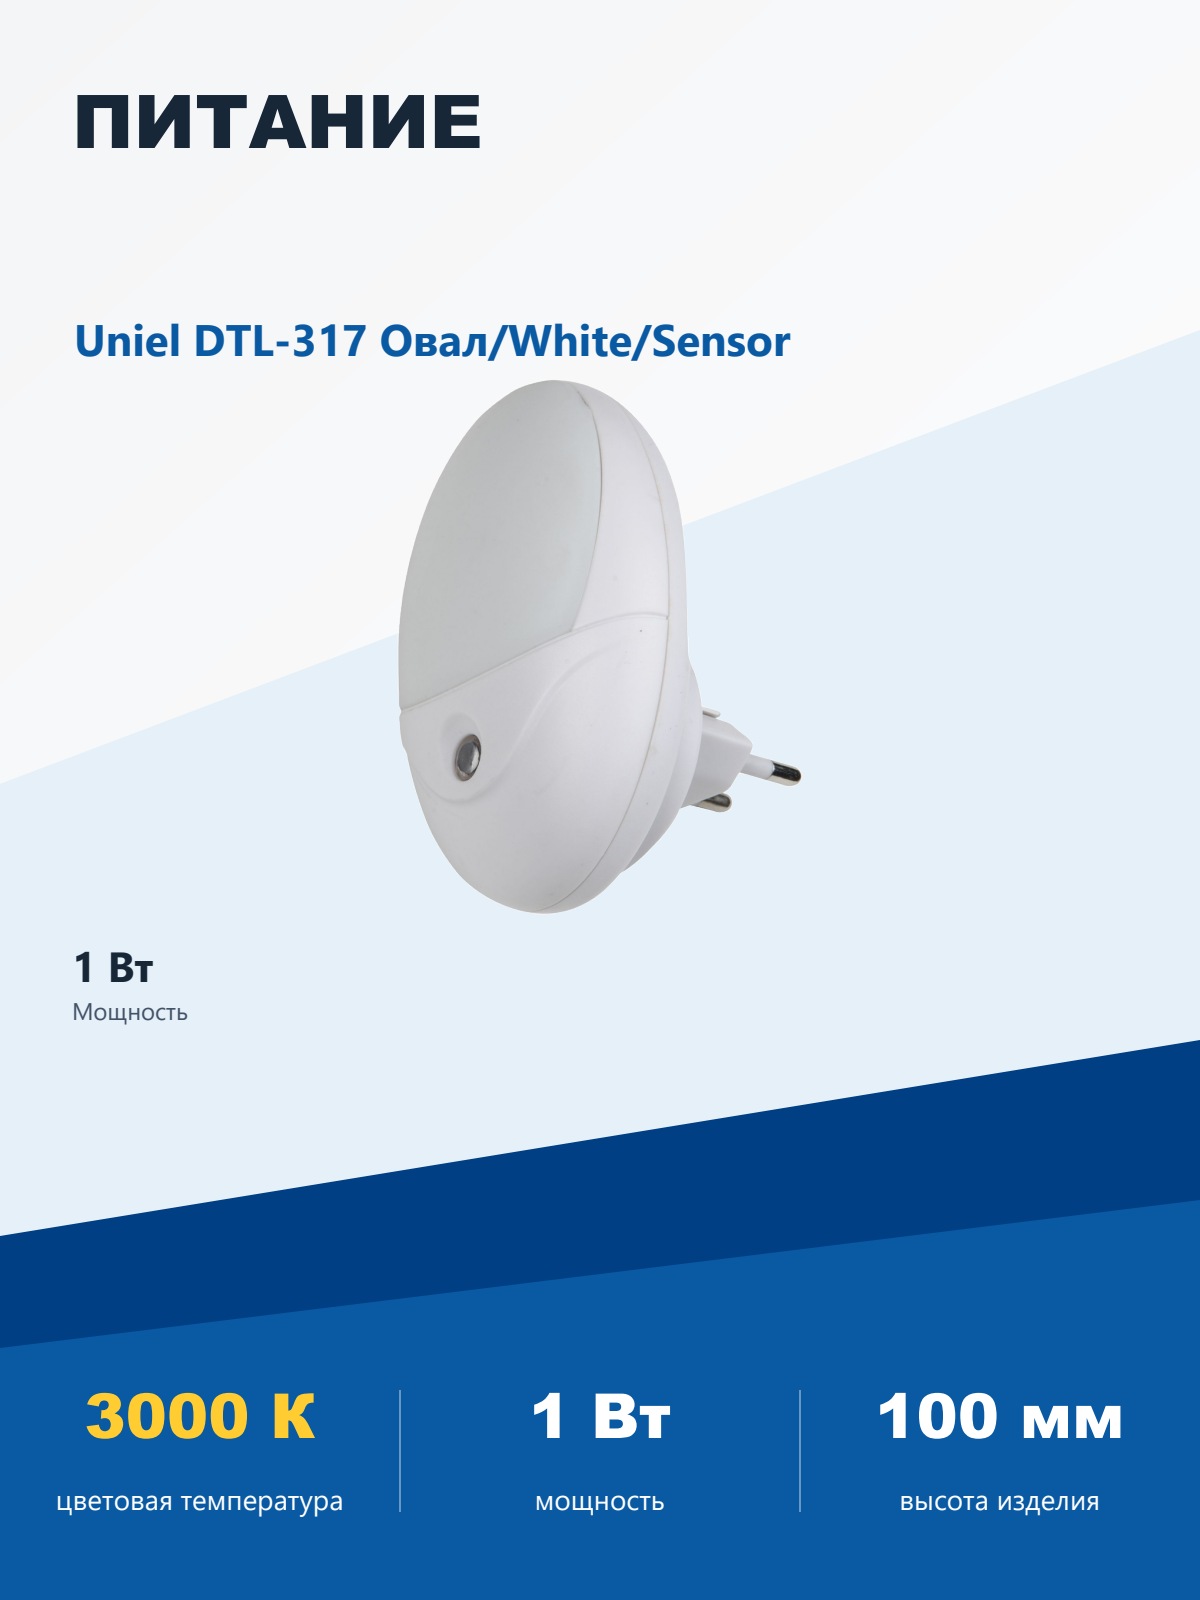 ПИТАНИЕ
Uniel DTL-317 Овал/White/Sensor
1 Вт
Мощность
3000 К
цветовая температура
1 Вт
мощность
100 мм
высота изделия